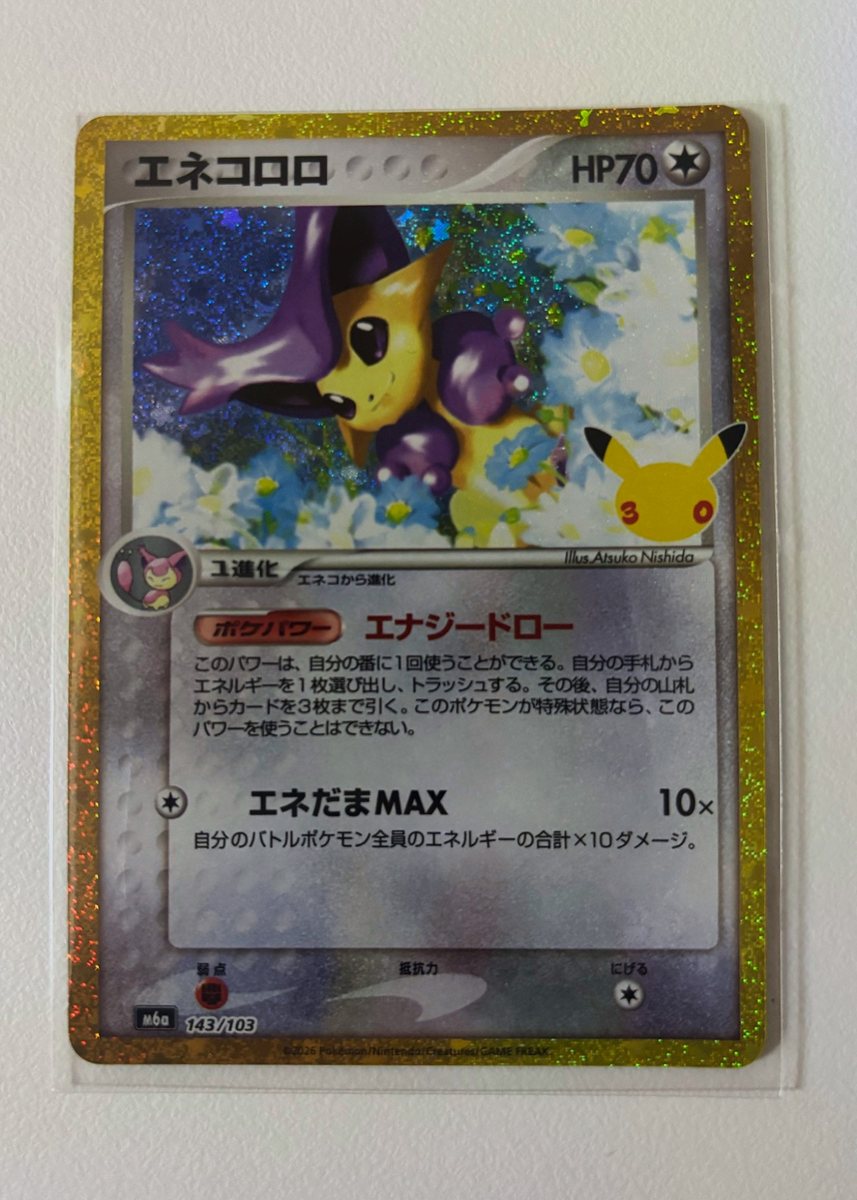 エネコロロ HP70
30
Illus. Atsuko Nishida
1進化 エネコから進化
ポケパワー エナジードロー
このパワーは、自分の番に1回使うことができる。自分の手札から
エネルギーを1枚選び出し、トラッシュする。その後、自分の山札
からカードを3枚まで引く。このポケモンが特殊状態なら、この
パワーを使うことはできない。
エネだまMAX 10×
自分のバトルポケモン全員のエネルギーの合計×10ダメージ。
弱点 抵抗力 にげる
M6a 143/103
©2026 Pokémon/Nintendo/Creatures/GAME FREAK